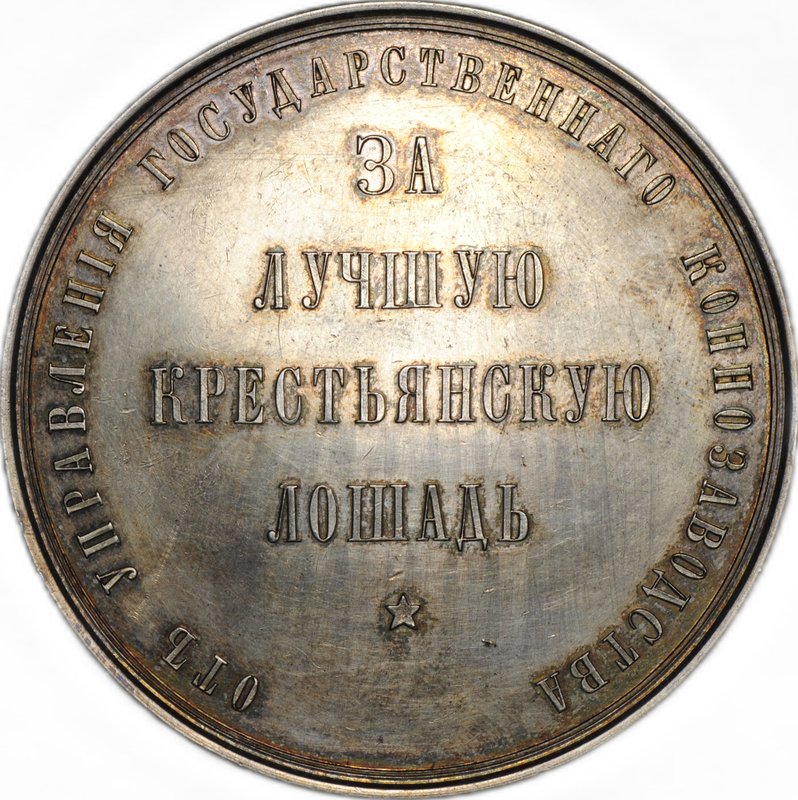 ОТЪ УПРАВЛЕНІЯ ГОСУДАРСТВЕННАГО КОННОЗАВОДСТВА
ЗА
ЛУЧШУЮ
КРЕСТЬЯНСКУЮ
ЛОШАДЬ